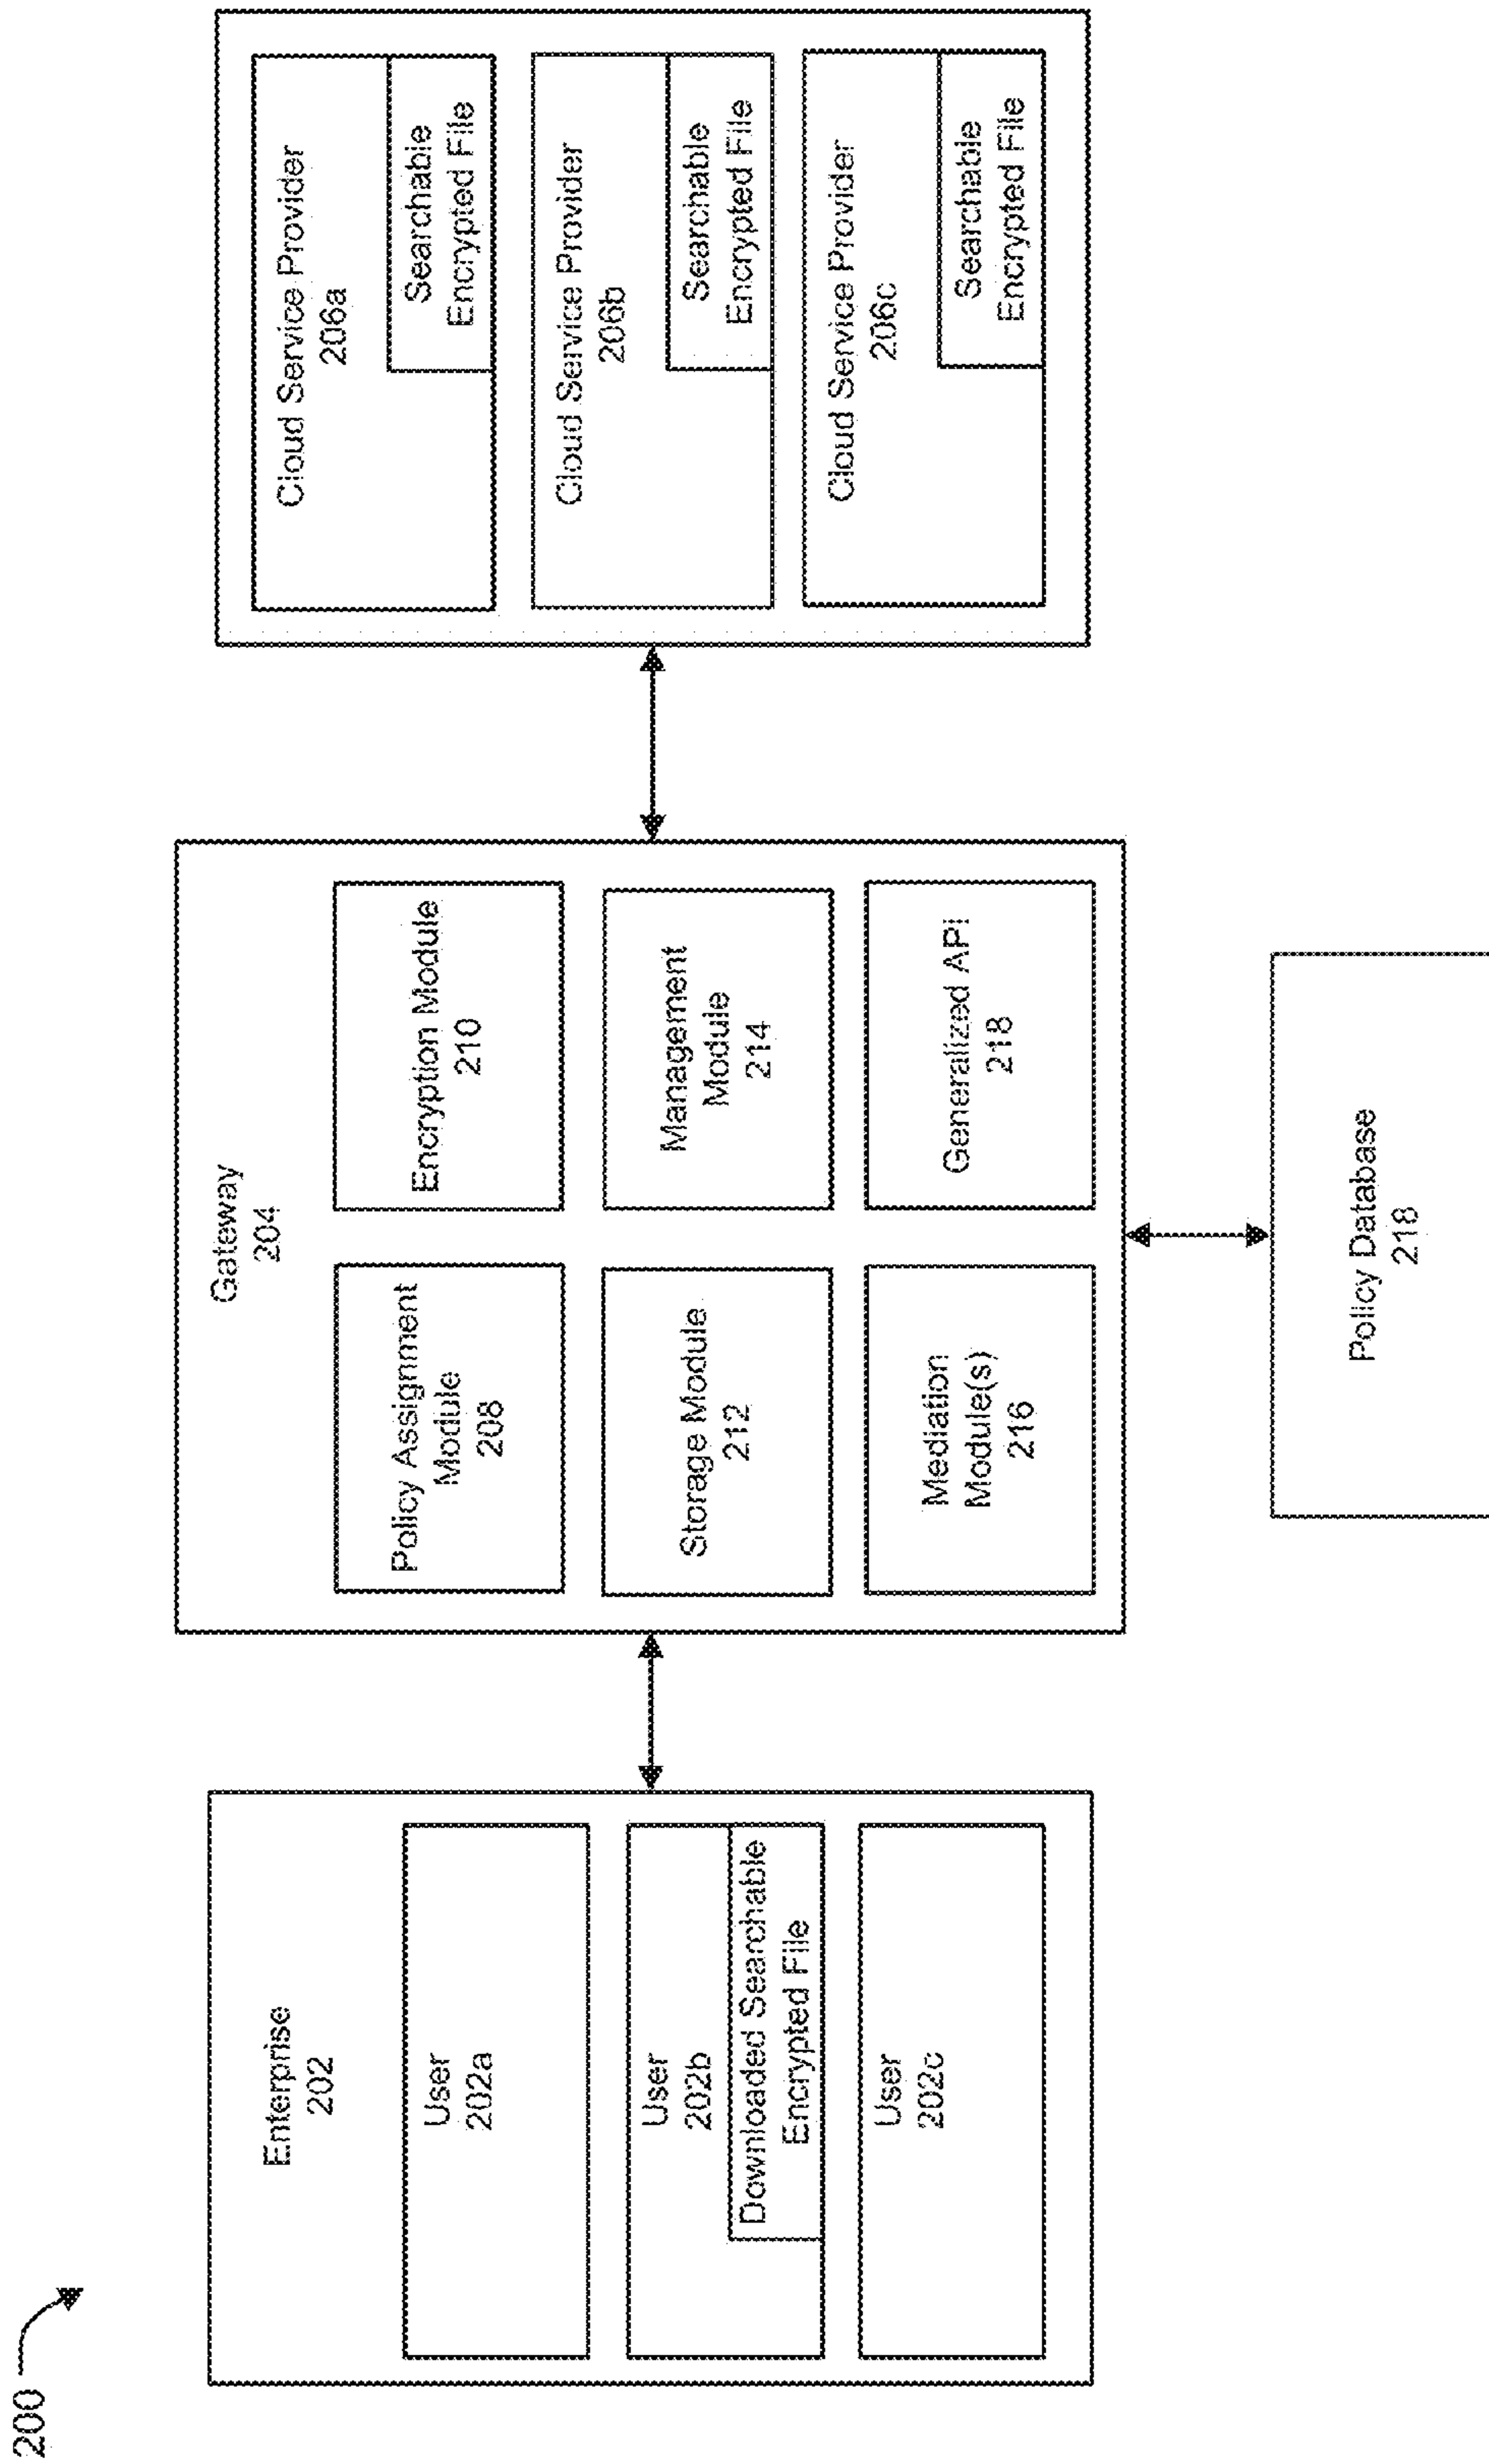 200
Enterprise
202
User
202a
User
202b
Downloaded Searchable
Encrypted File
User
202c
Gateway
204
Policy Assignment
Module
208
Encryption Module
210
Storage Module
212
Management
Module
214
Mediation
Module(s)
216
Generalized API
218
Cloud Service Provider
206a
Searchable
Encrypted File
Cloud Service Provider
206b
Searchable
Encrypted File
Cloud Service Provider
206c
Searchable
Encrypted File
Policy Database
218